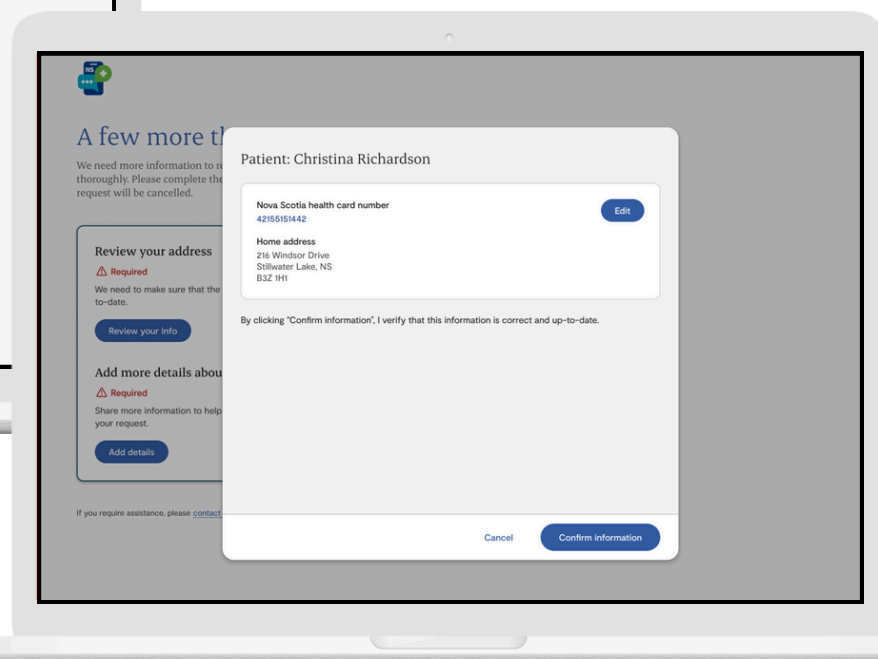 NS
A few more t
We need more information to re
thoroughly. Please complete the
request will be cancelled.
Review your address
Required
We need to make sure that the
to-date.
Review your info
Add more details abou
Required
Share more information to help
your request.
Add details
If you require assistance, please contact
Patient: Christina Richardson
Nova Scotia health card number
42155151442
Edit
Home address
216 Windsor Drive
Stillwater Lake, NS
B3Z 1H1
By clicking "Confirm information", I verify that this information is correct and up-to-date.
Cancel
Confirm information